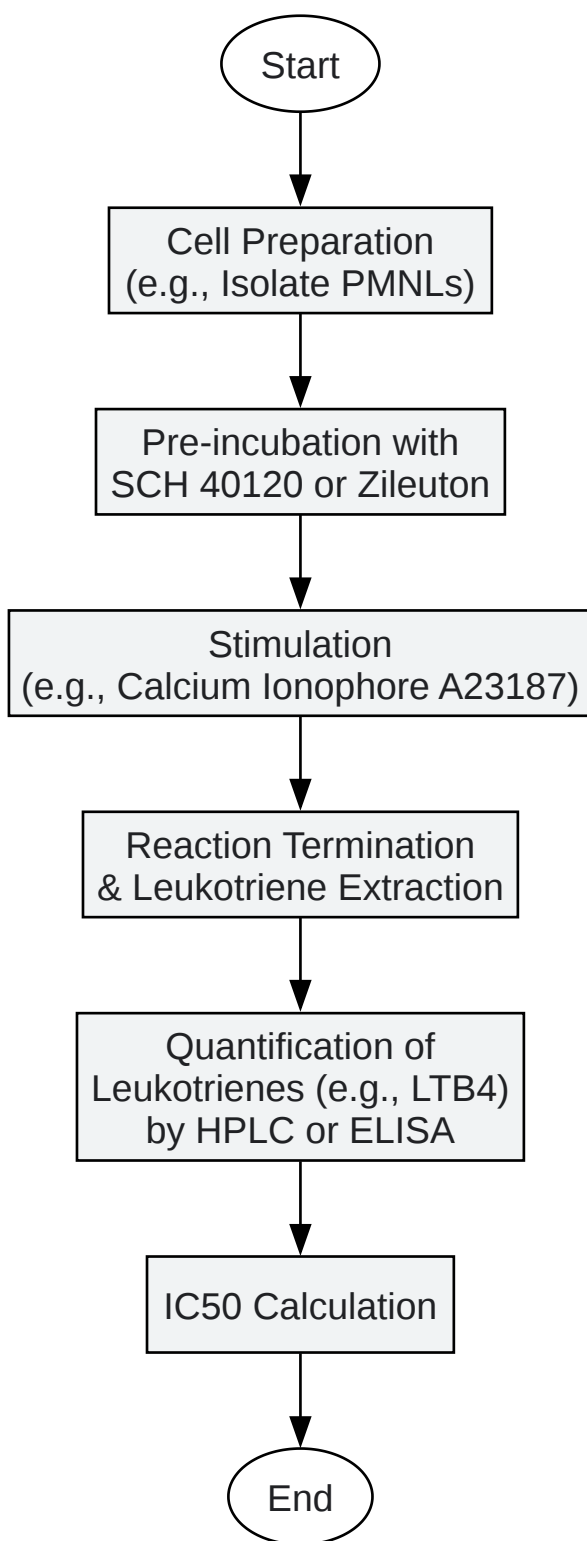 Start
Cell Preparation
(e.g., Isolate PMNLs)
Pre-incubation with
SCH 40120 or Zileuton
Stimulation
(e.g., Calcium Ionophore A23187)
Reaction Termination
& Leukotriene Extraction
Quantification of
Leukotrienes (e.g., LTB4)
by HPLC or ELISA
IC50 Calculation
End